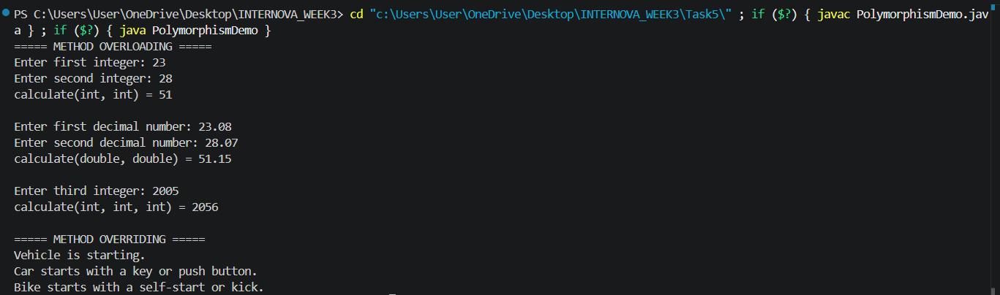 PS C:\Users\User\OneDrive\Desktop\INTERNOVA_WEEK3> cd "c:\Users\User\OneDrive\Desktop\INTERNOVA_WEEK3\Task5\" ; if ($?) { javac PolymorphismDemo.jav
a } ; if ($?) { java PolymorphismDemo }
===== METHOD OVERLOADING =====
Enter first integer: 23
Enter second integer: 28
calculate(int, int) = 51
Enter first decimal number: 23.08
Enter second decimal number: 28.07
calculate(double, double) = 51.15
Enter third integer: 2005
calculate(int, int, int) = 2056
===== METHOD OVERRIDING =====
Vehicle is starting.
Car starts with a key or push button.
Bike starts with a self-start or kick.